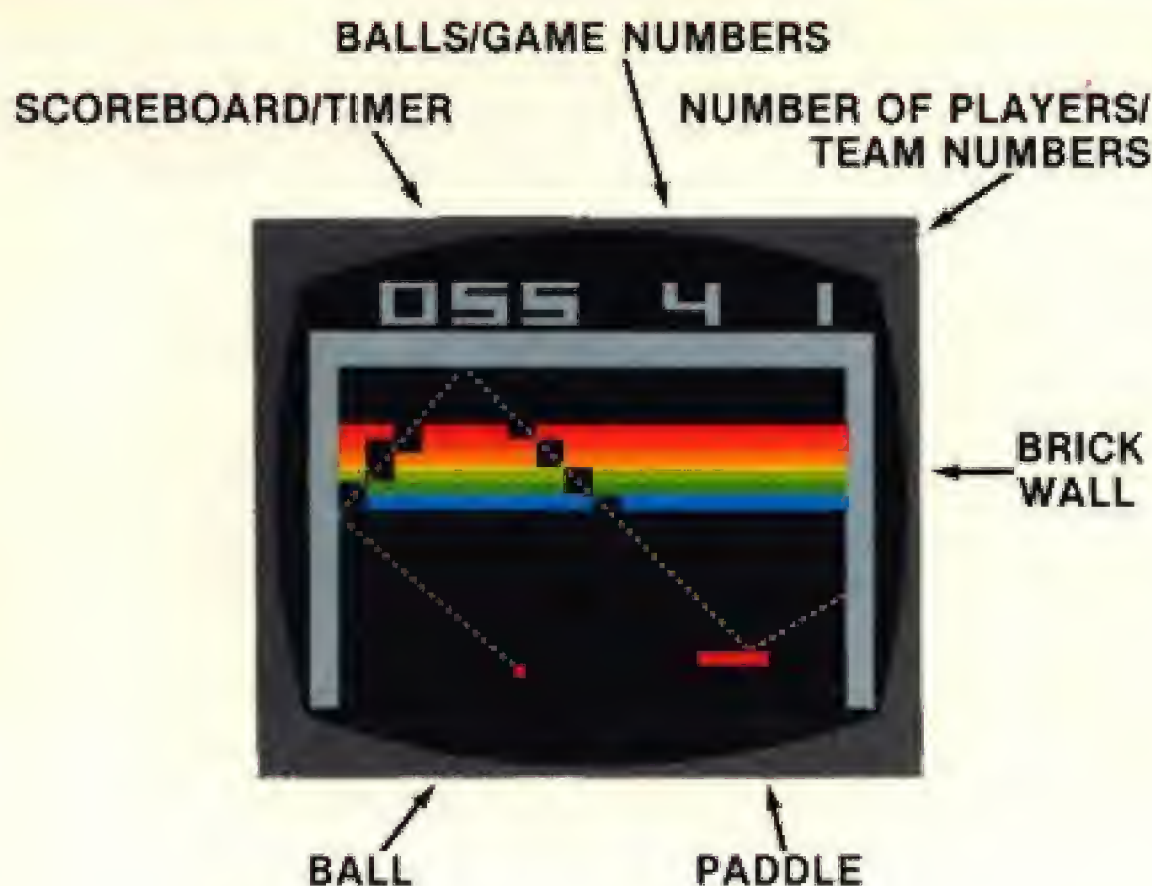 BALLS/GAME NUMBERS
SCOREBOARD/TIMER
NUMBER OF PLAYERS/
TEAM NUMBERS
055 4 1
BRICK
WALL
BALL
PADDLE